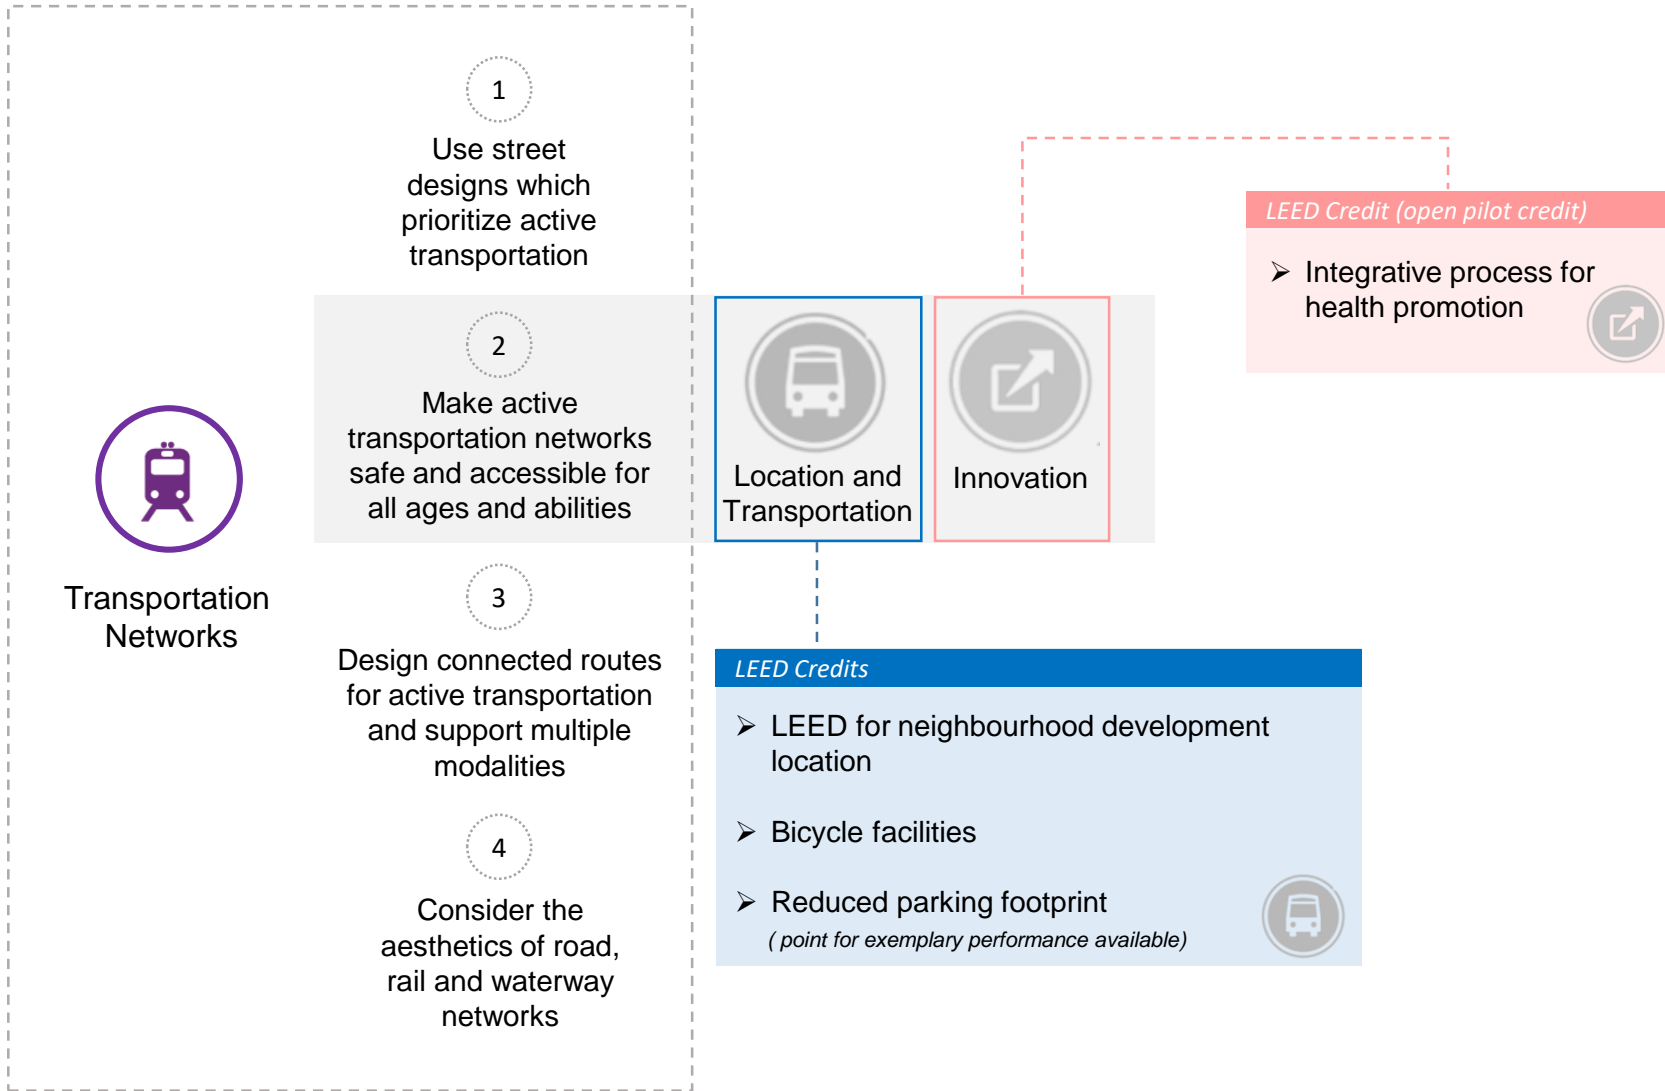 1
Use street
designs which
prioritize active
transportation
2
Make active
transportation networks
safe and accessible for
all ages and abilities
3
Design connected routes
for active transportation
and support multiple
modalities
4
Consider the
aesthetics of road,
rail and waterway
networks
Transportation
Networks
Location and
Transportation
Innovation
LEED Credit (open pilot credit)
➢ Integrative process for
health promotion
LEED Credits
➢ LEED for neighbourhood development
location
➢ Bicycle facilities
➢ Reduced parking footprint
( point for exemplary performance available)